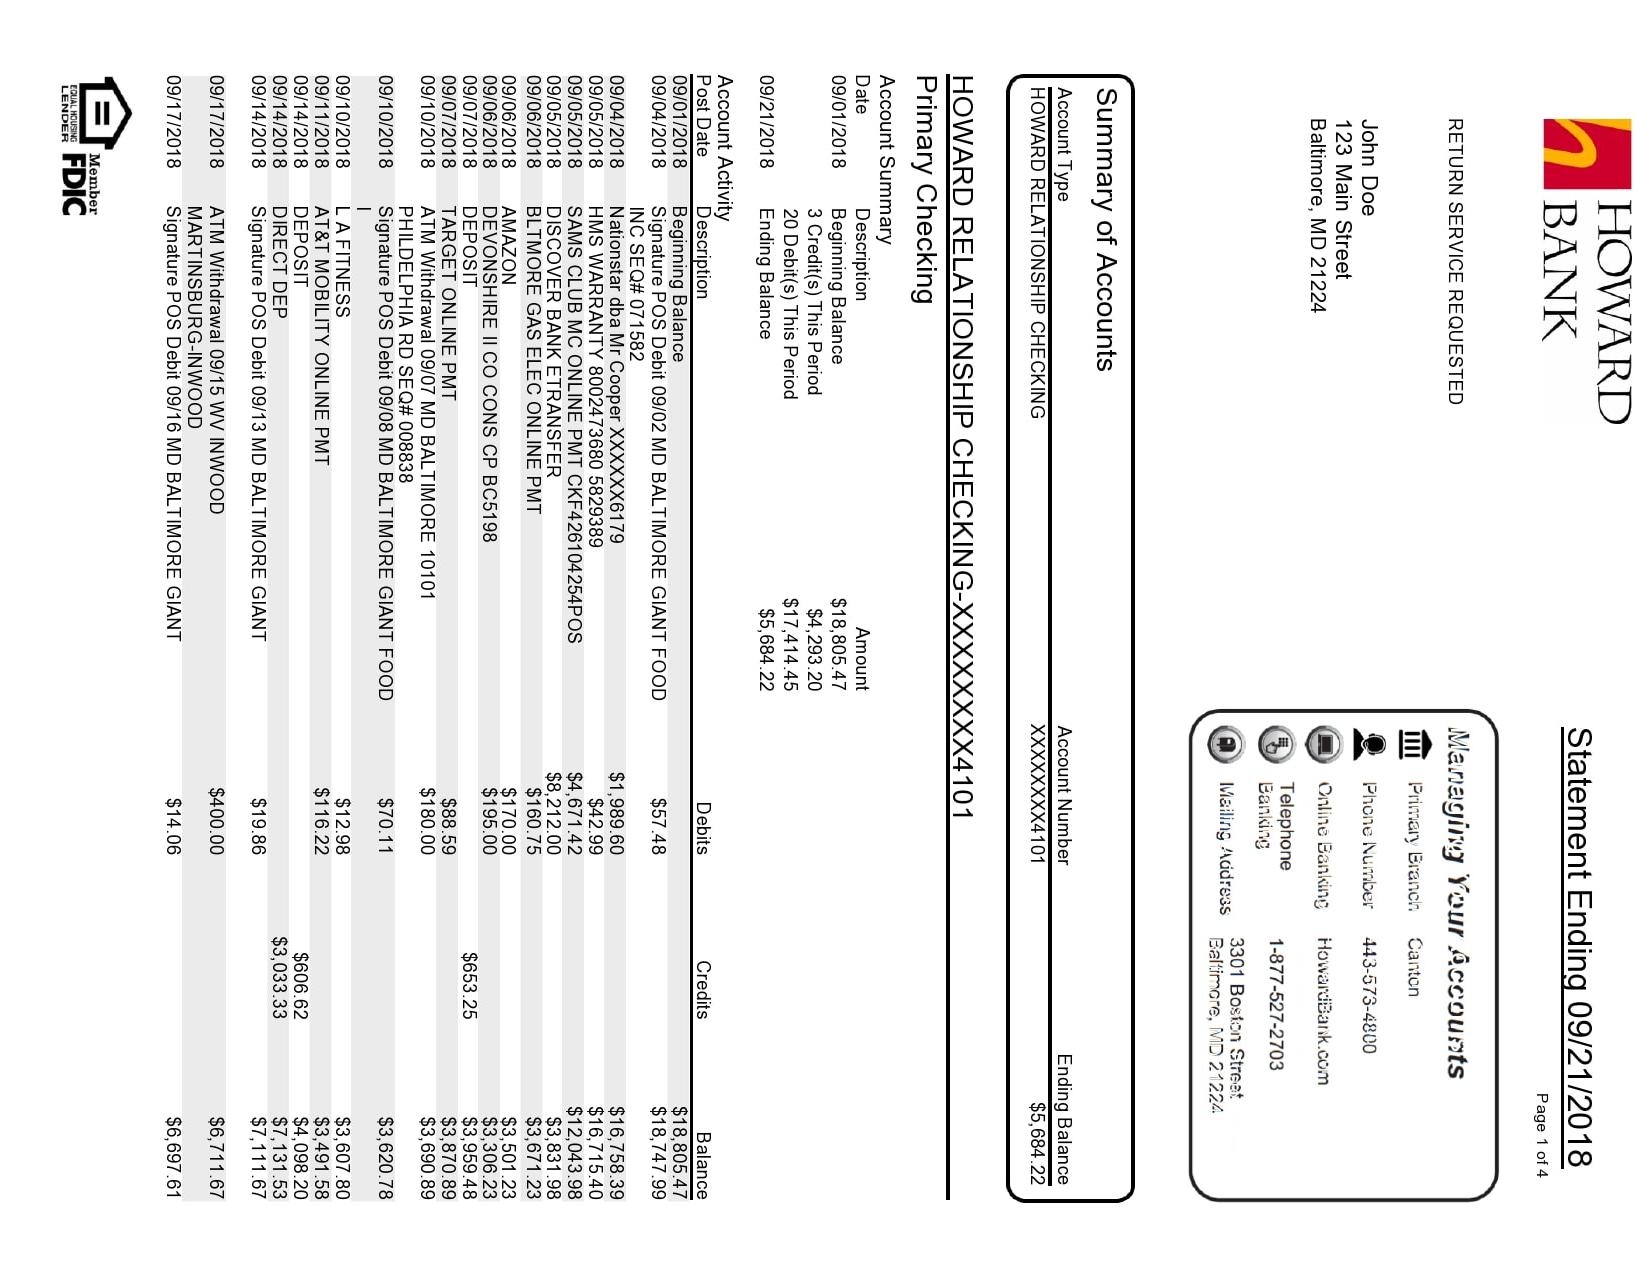 HOWARD
BANK
Statement Ending 09/21/2018
Page 1 of 4
RETURN SERVICE REQUESTED
John Doe
123 Main Street
Baltimore, MD 21224
Managing Your Accounts
Primary Branch Canton
Phone Number 443-573-4800
Online Banking HowardBank.com
Telephone Banking 1-877-527-2703
Mailing Address 3301 Boston Street
Baltimore, MD 21224
Summary of Accounts
Account Type Account Number Ending Balance
HOWARD RELATIONSHIP CHECKING XXXXXXXX4101 $5,684.22
HOWARD RELATIONSHIP CHECKING-XXXXXXXX4101
Primary Checking
Account Summary
Date Description Amount
09/01/2018 Beginning Balance $18,805.47
3 Credit(s) This Period $4,293.20
20 Debit(s) This Period $17,414.45
09/21/2018 Ending Balance $5,684.22
Account Activity
Post Date Description Debits Credits Balance
09/01/2018 Beginning Balance $18,805.47
09/04/2018 Signature POS Debit 09/02 MD BALTIMORE GIANT FOOD $57.48 $18,747.99
INC SEQ# 071582
09/04/2018 Nationstar dba Mr Cooper XXXXXX6179 $1,989.60 $16,758.39
09/05/2018 HMS WARRANTY 8002473680 5829389 $42.99 $16,715.40
09/05/2018 SAMS CLUB MC ONLINE PMT CKF426104254POS $4,671.42 $12,043.98
09/05/2018 DISCOVER BANK ETRANSFER $8,212.00 $3,831.98
09/06/2018 BLTMORE GAS ELEC ONLINE PMT $160.75 $3,671.23
09/06/2018 AMAZON $170.00 $3,501.23
09/06/2018 DEVONSHIRE II CO CONS CP BC5198 $195.00 $3,306.23
09/07/2018 DEPOSIT $653.25 $3,959.48
09/07/2018 TARGET ONLINE PMT $88.59 $3,870.89
09/10/2018 ATM Withdrawal 09/07 MD BALTIMORE 10101 $180.00 $3,690.89
PHILDELPHIA RD SEQ# 008838
09/10/2018 Signature POS Debit 09/08 MD BALTIMORE GIANT FOOD $70.11 $3,620.78
I
09/10/2018 L A FITNESS $12.98 $3,607.80
09/11/2018 AT&T MOBILITY ONLINE PMT $116.22 $3,491.58
09/14/2018 DEPOSIT $606.62 $4,098.20
09/14/2018 DIRECT DEP $3,033.33 $7,131.53
09/14/2018 Signature POS Debit 09/13 MD BALTIMORE GIANT $19.86 $7,111.67
09/17/2018 ATM Withdrawal 09/15 WV INWOOD $400.00 $6,711.67
MARTINSBURG-INWOOD
09/17/2018 Signature POS Debit 09/16 MD BALTIMORE GIANT $14.06 $6,697.61
EQUAL HOUSING
LENDER
Member
FDIC